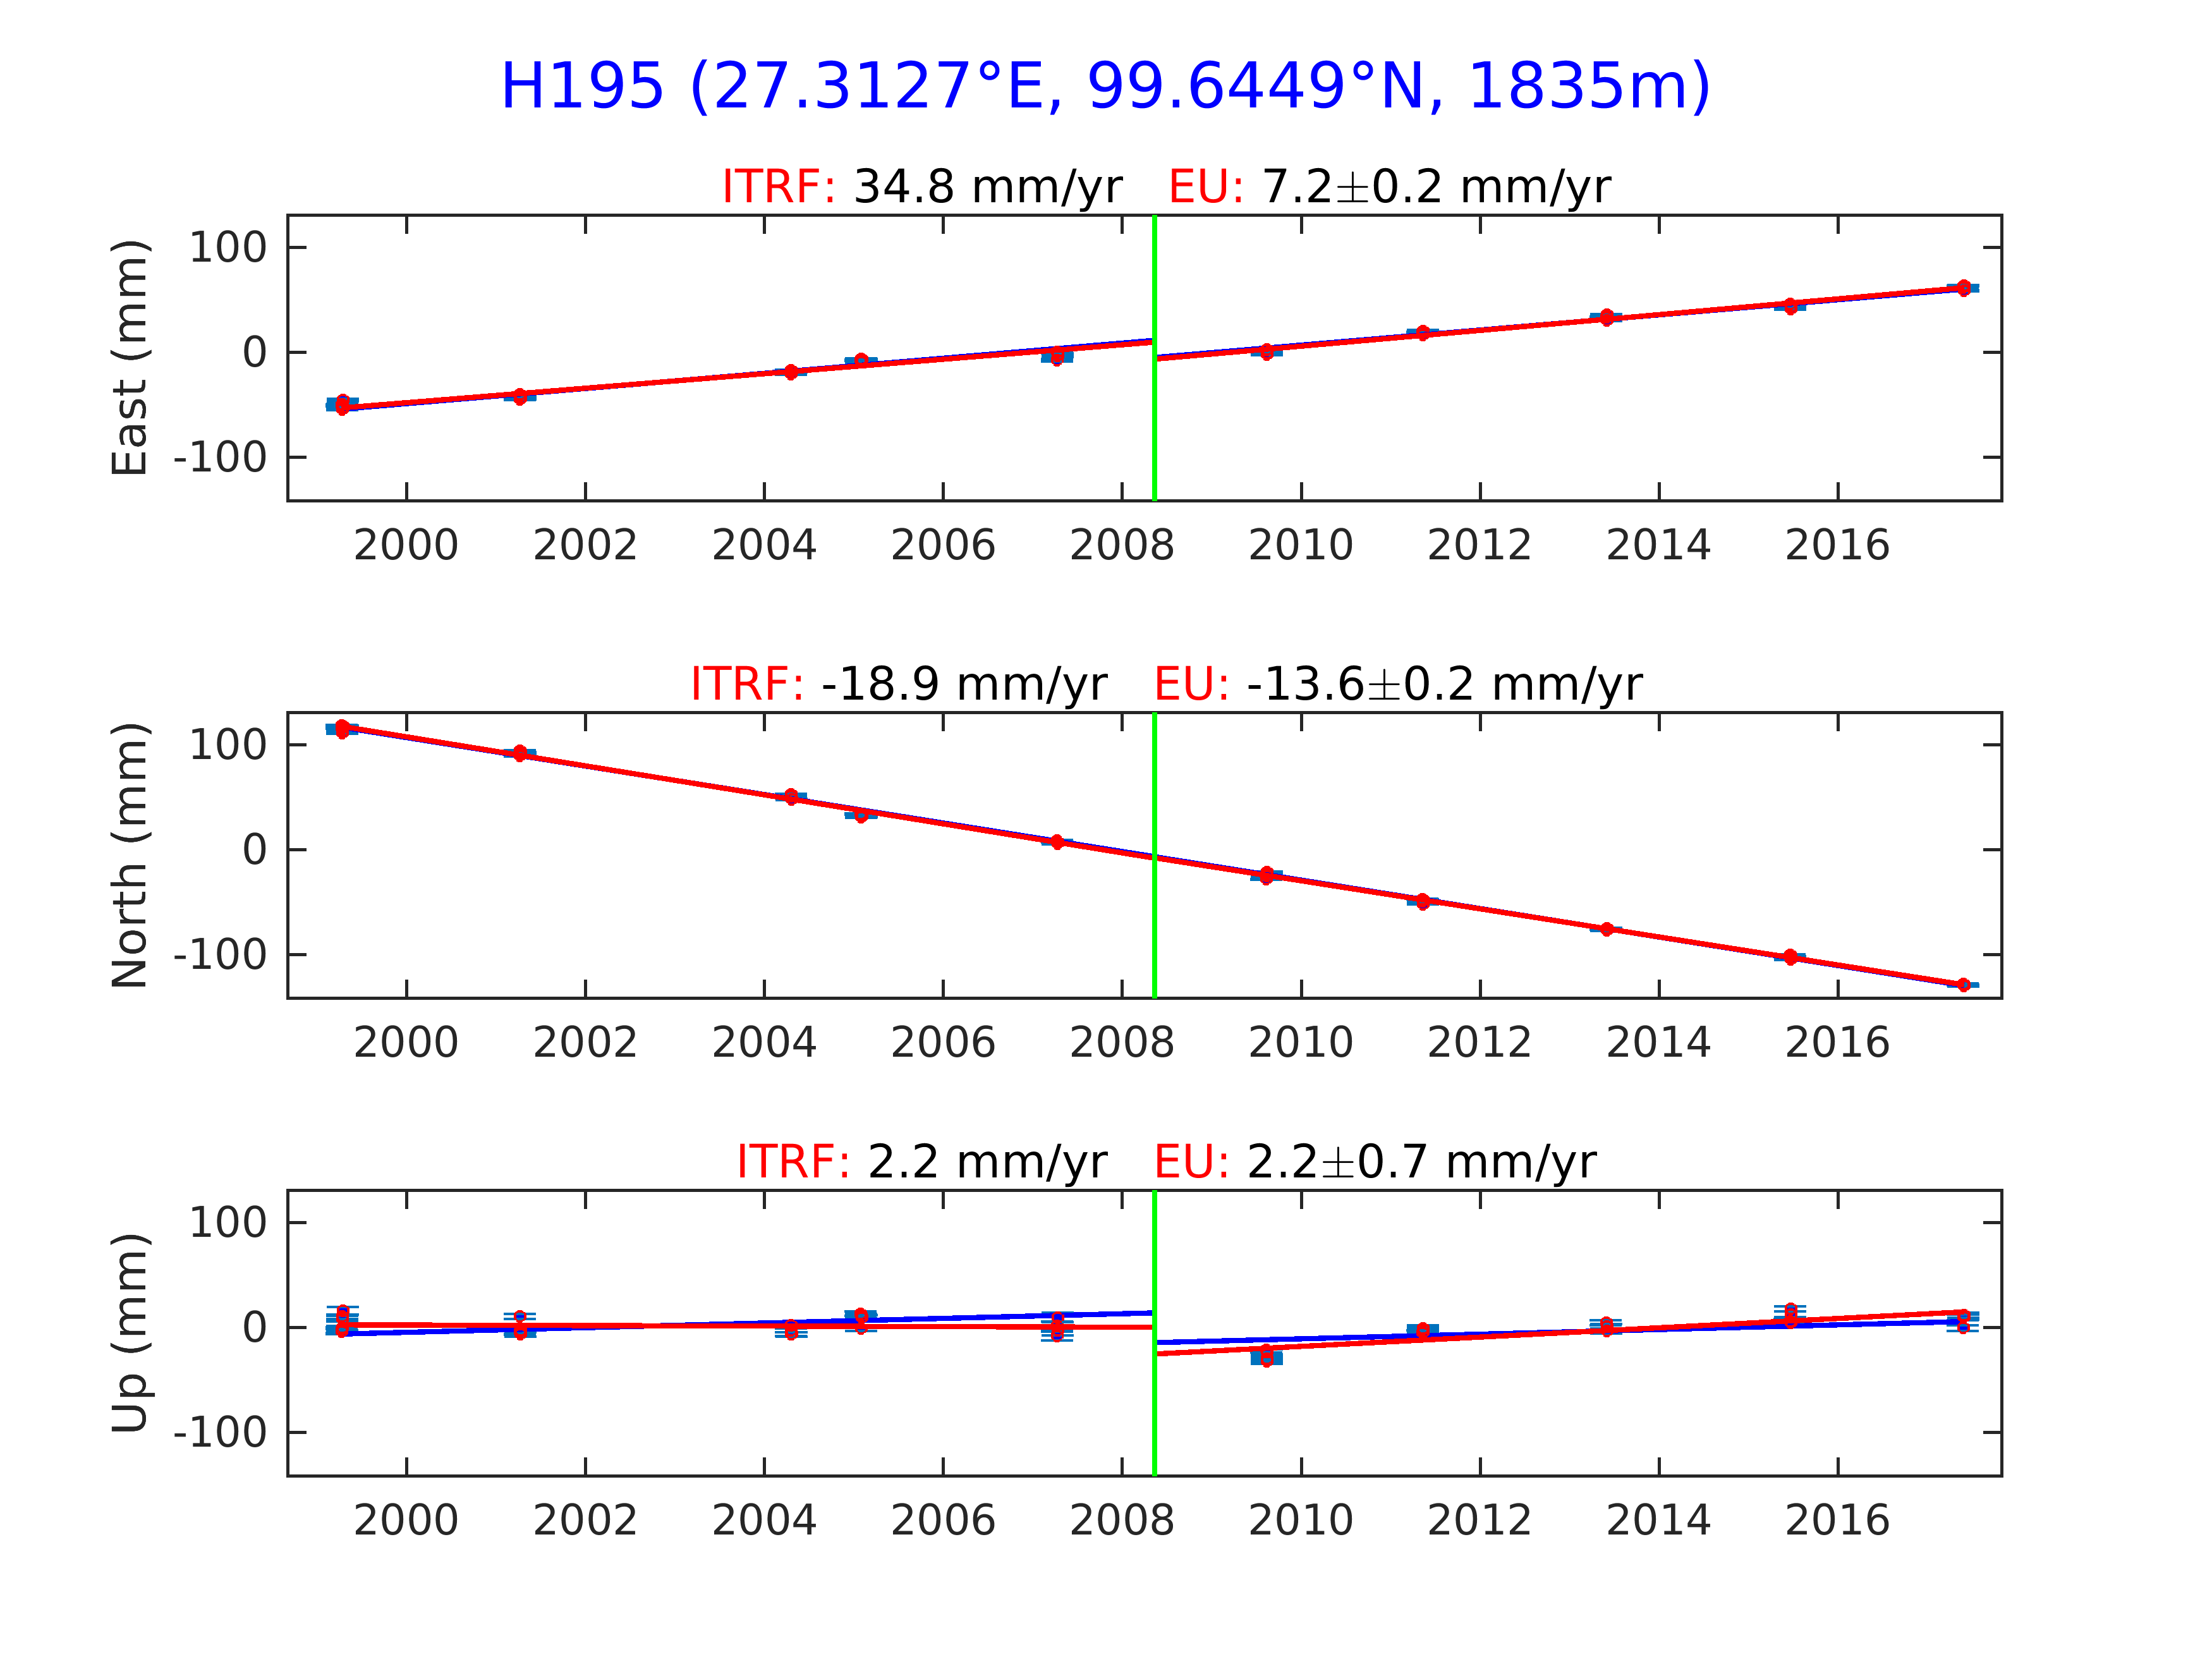 H195 (27.3127°E, 99.6449°N, 1835m)
ITRF: 34.8 mm/yr EU: 7.2±0.2 mm/yr
East (mm)
100
0
-100
2000 2002 2004 2006 2008 2010 2012 2014 2016
ITRF: -18.9 mm/yr EU: -13.6±0.2 mm/yr
North (mm)
100
0
-100
2000 2002 2004 2006 2008 2010 2012 2014 2016
ITRF: 2.2 mm/yr EU: 2.2±0.7 mm/yr
Up (mm)
100
0
-100
2000 2002 2004 2006 2008 2010 2012 2014 2016